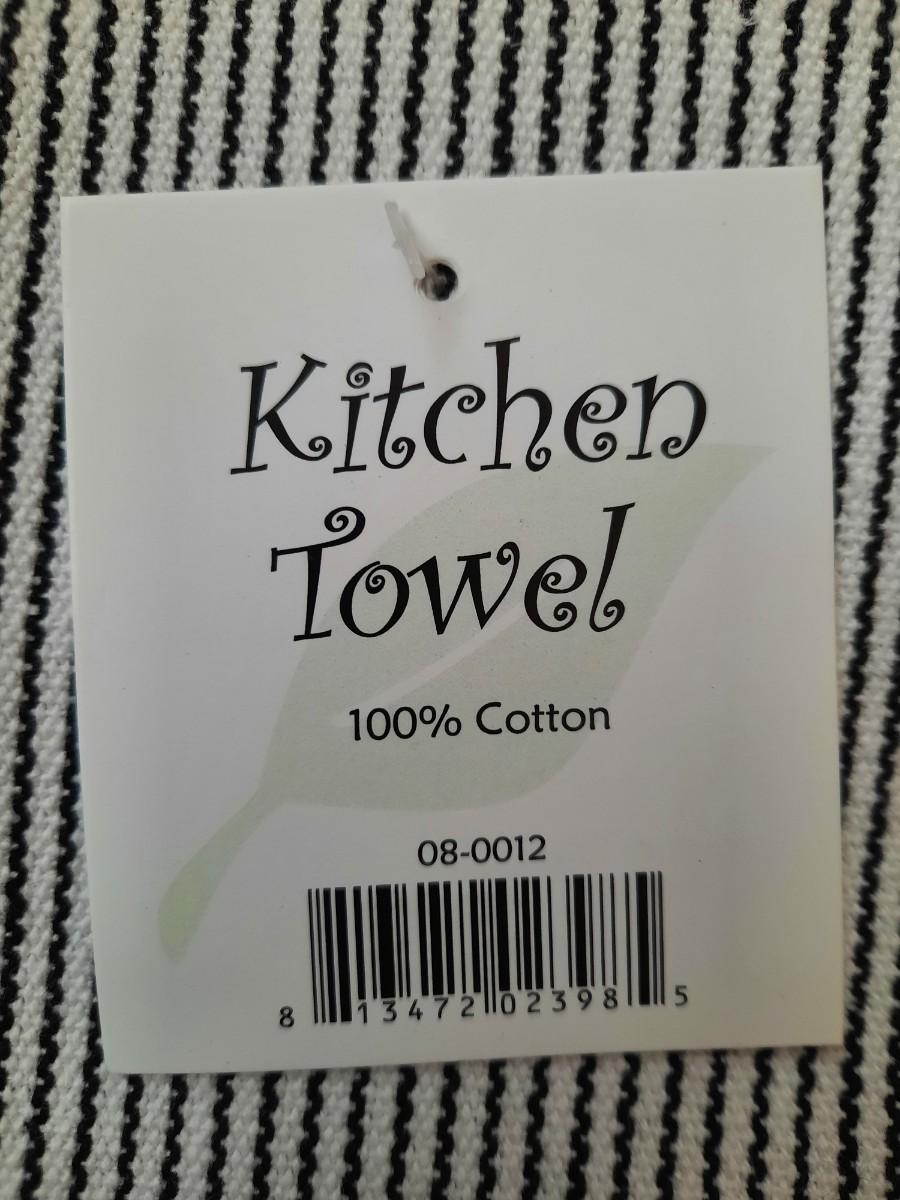 Kitchen
Towel
100% Cotton
08-0012
8 13472 02398 5